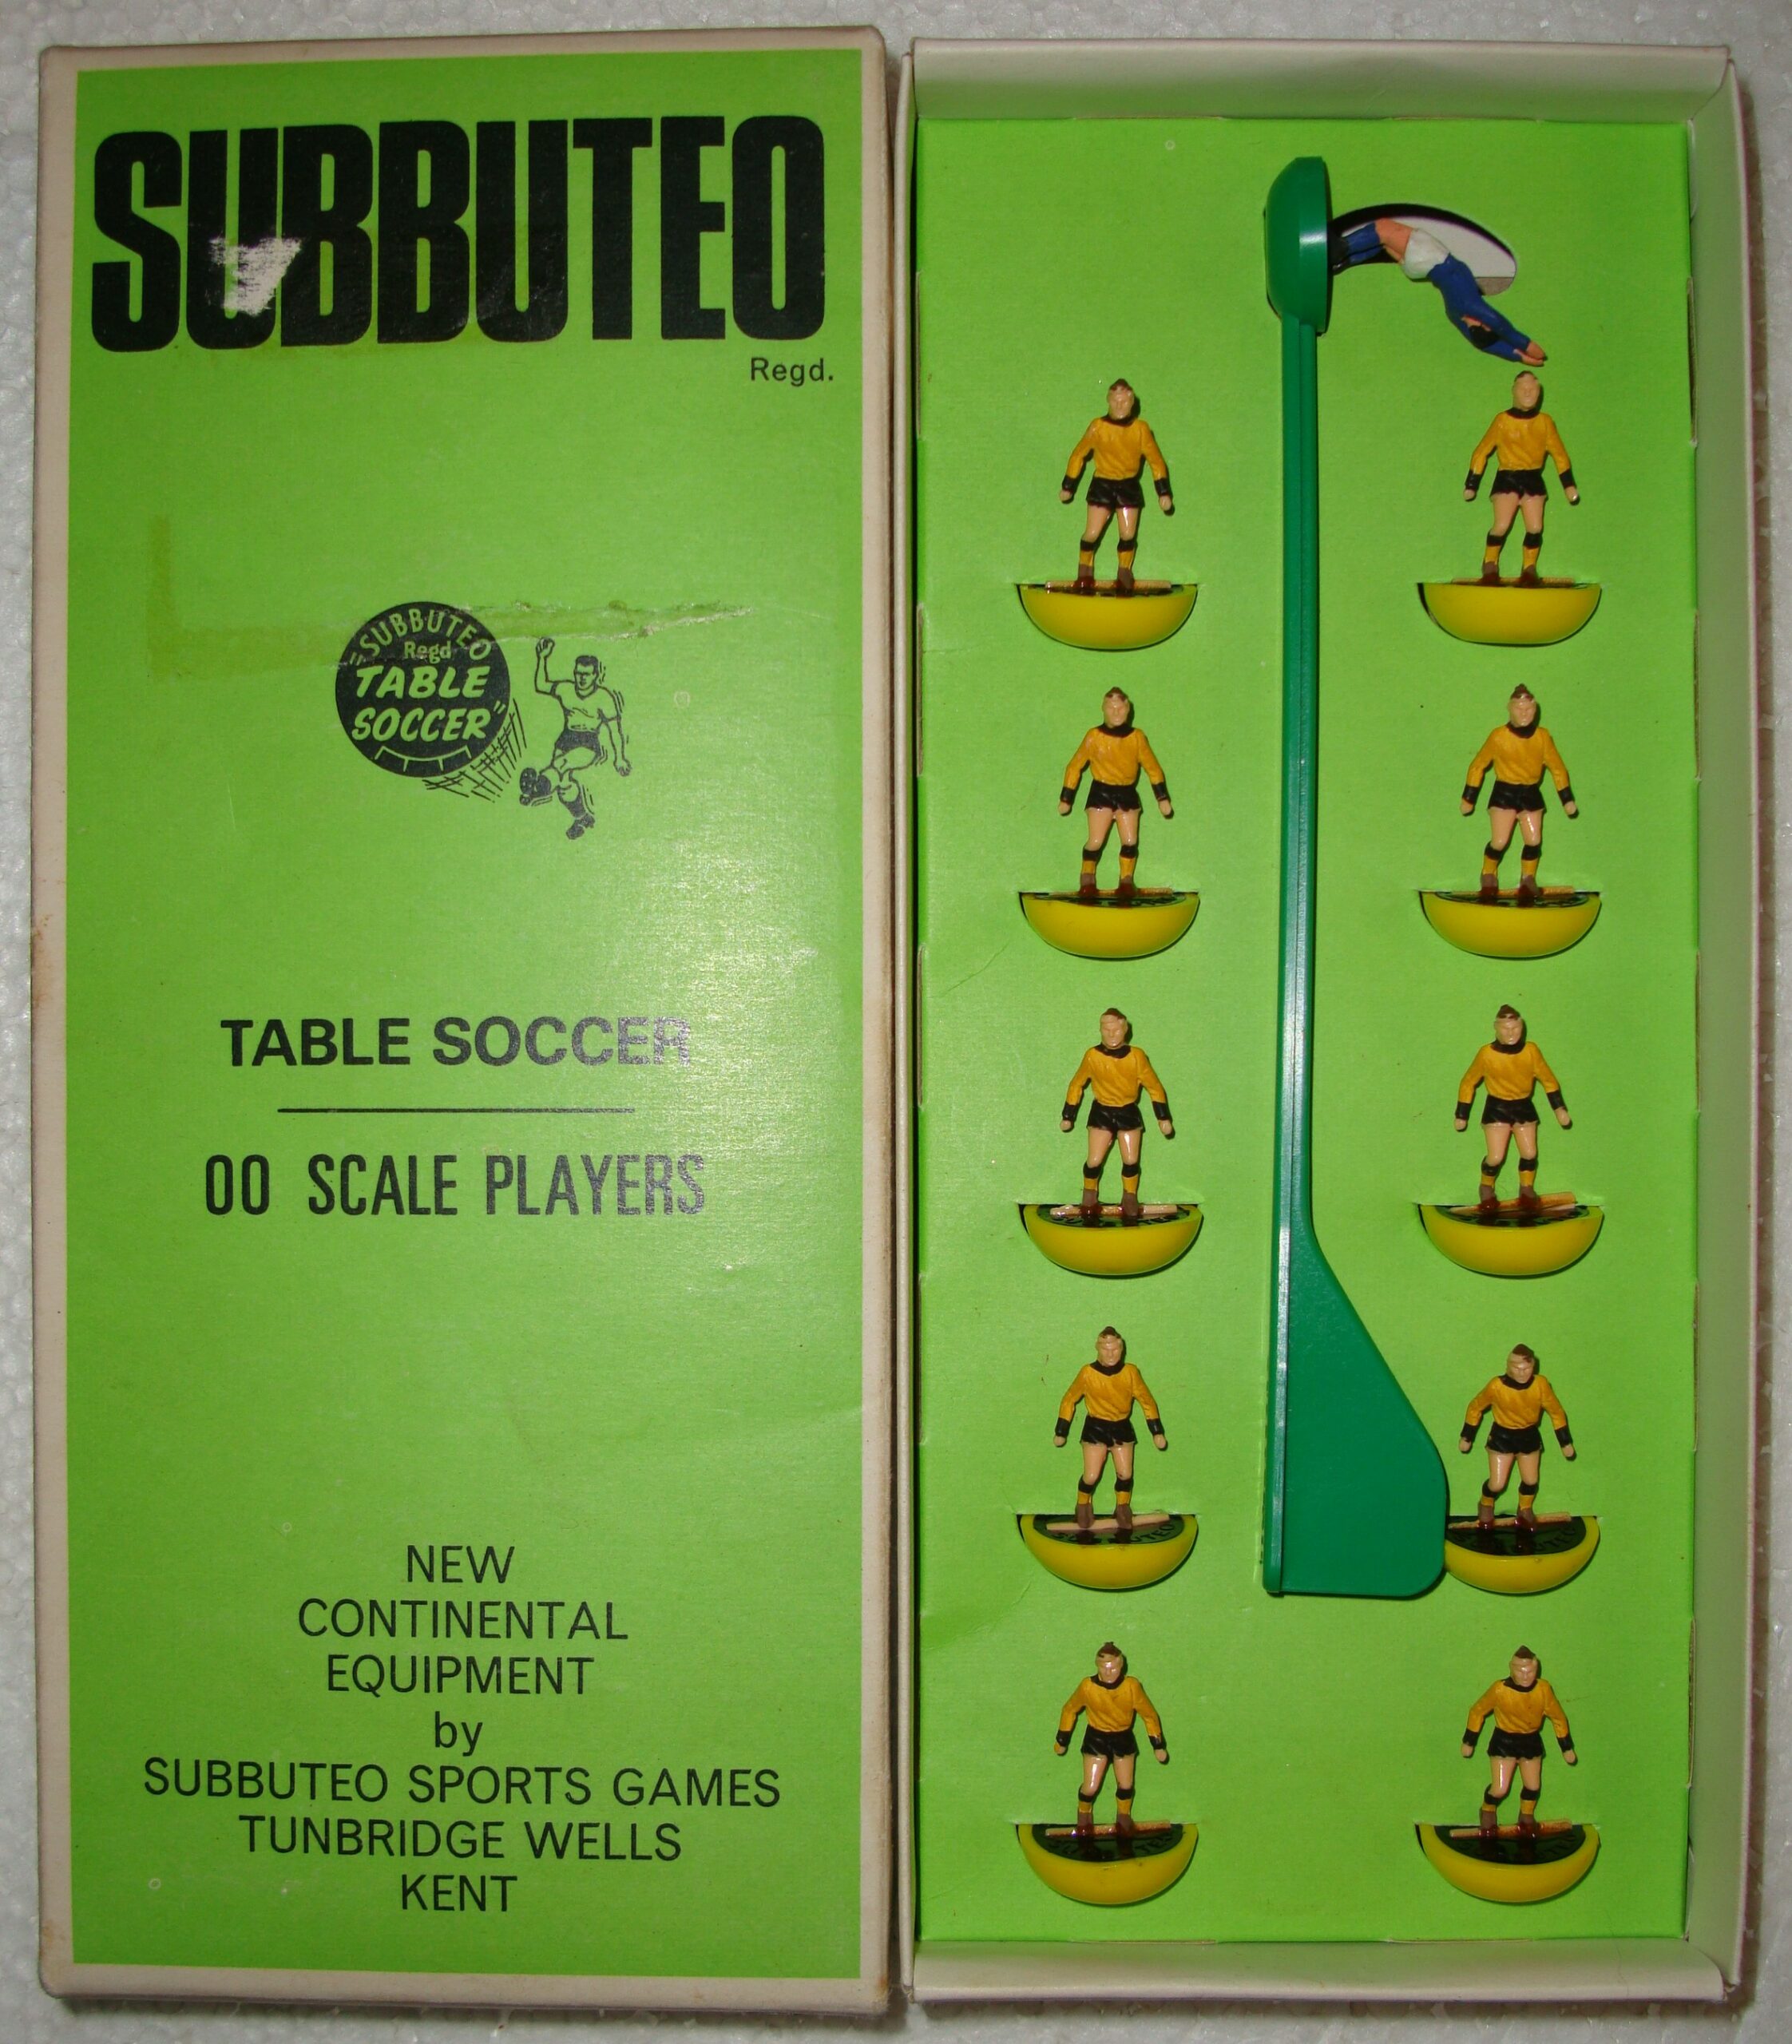 SUBBUTEO
Regd.
"SUBBUTEO
Regd
TABLE
SOCCER"
TABLE SOCCER
00 SCALE PLAYERS
NEW
CONTINENTAL
EQUIPMENT
by
SUBBUTEO SPORTS GAMES
TUNBRIDGE WELLS
KENT